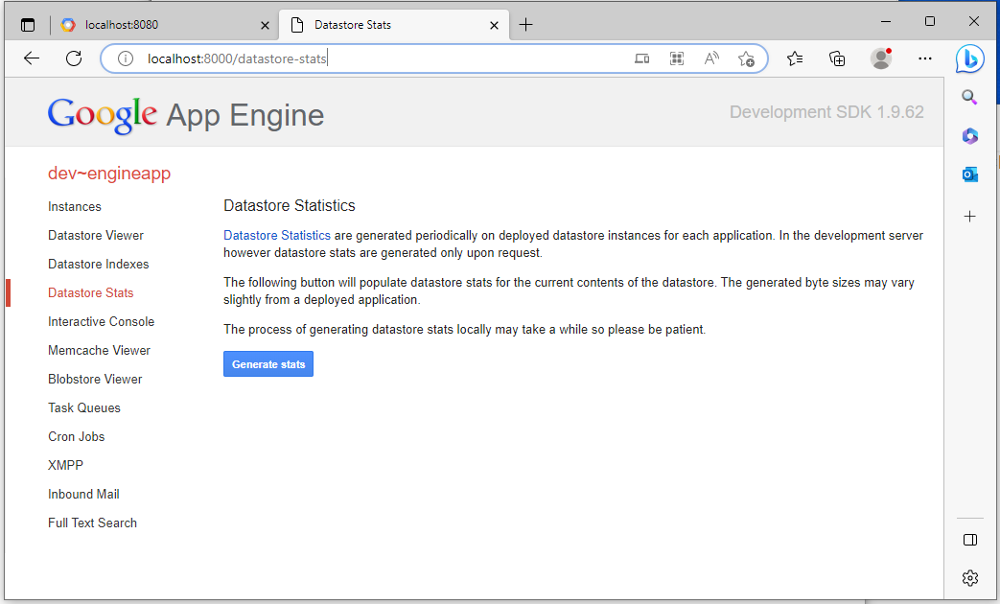 localhost:8080
Datastore Stats
localhost:8000/datastore-stats
Google App Engine
Development SDK 1.9.62
dev~engineapp
Instances
Datastore Viewer
Datastore Indexes
Datastore Stats
Interactive Console
Memcache Viewer
Blobstore Viewer
Task Queues
Cron Jobs
XMPP
Inbound Mail
Full Text Search
Datastore Statistics
Datastore Statistics are generated periodically on deployed datastore instances for each application. In the development server
however datastore stats are generated only upon request.
The following button will populate datastore stats for the current contents of the datastore. The generated byte sizes may vary
slightly from a deployed application.
The process of generating datastore stats locally may take a while so please be patient.
Generate stats